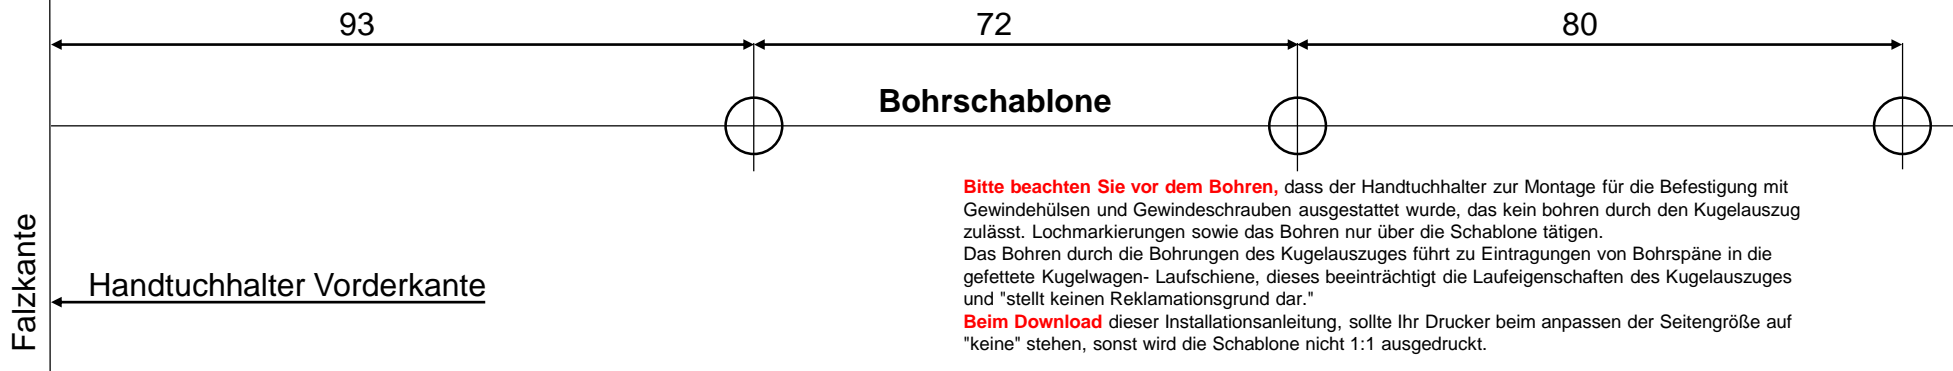 93
72
80
Bohrschablone
Bitte beachten Sie vor dem Bohren, dass der Handtuchhalter zur Montage für die Befestigung mit
Gewindehülsen und Gewindeschrauben ausgestattet wurde, das kein bohren durch den Kugelauszug
zulässt. Lochmarkierungen sowie das Bohren nur über die Schablone tätigen.
Das Bohren durch die Bohrungen des Kugelauszuges führt zu Eintragungen von Bohrspäne in die
gefettete Kugelwagen- Laufschiene, dieses beeinträchtigt die Laufeigenschaften des Kugelauszuges
und "stellt keinen Reklamationsgrund dar."
Beim Download dieser Installationsanleitung, sollte Ihr Drucker beim anpassen der Seitengröße auf
"keine" stehen, sonst wird die Schablone nicht 1:1 ausgedruckt.
Falzkante
Handtuchhalter Vorderkante